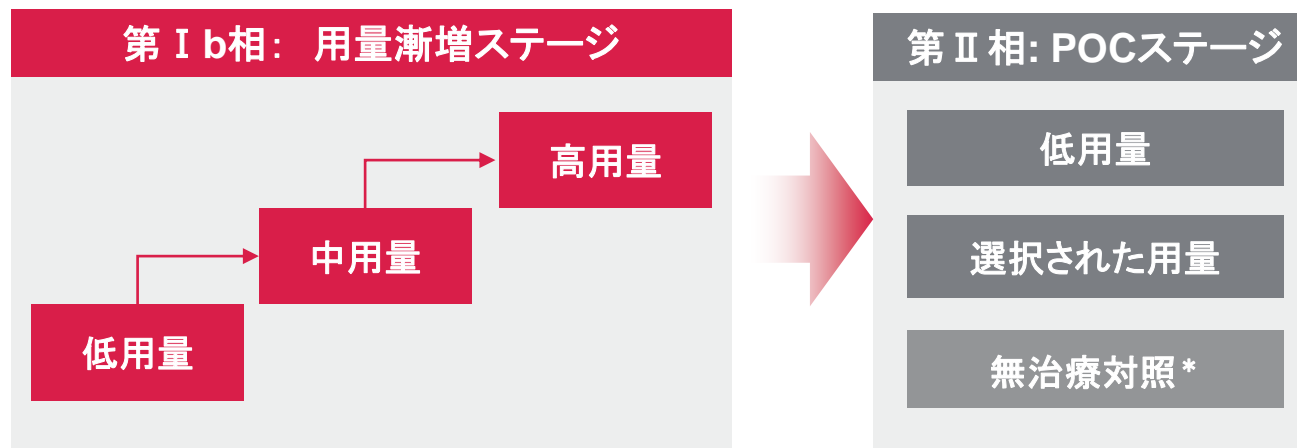 第Ⅰb相： 用量漸増ステージ
低用量
中用量
高用量
第Ⅱ相: POCステージ
低用量
選択された用量
無治療対照*